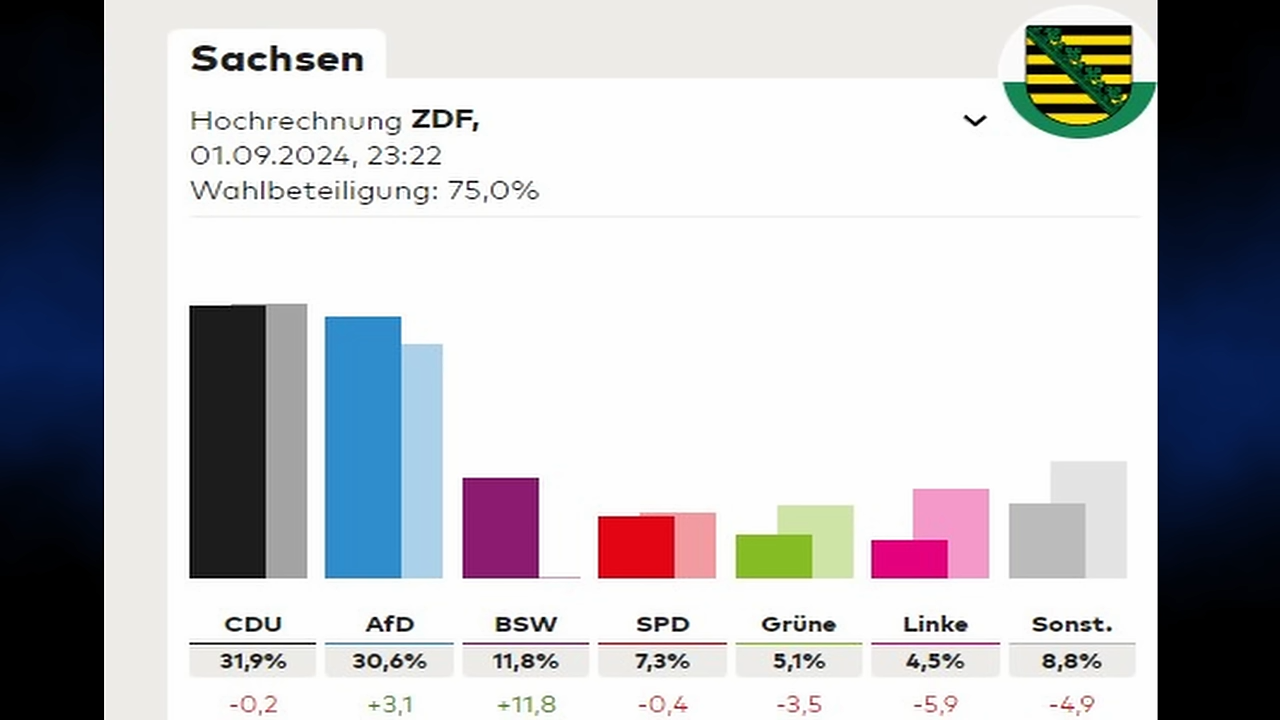 Sachsen
Hochrechnung ZDF,
01.09.2024, 23:22
Wahlbeteiligung: 75,0%
CDU AfD BSW SPD Grüne Linke Sonst.
31,9% 30,6% 11,8% 7,3% 5,1% 4,5% 8,8%
-0,2 +3,1 +11,8 -0,4 -3,5 -5,9 -4,9